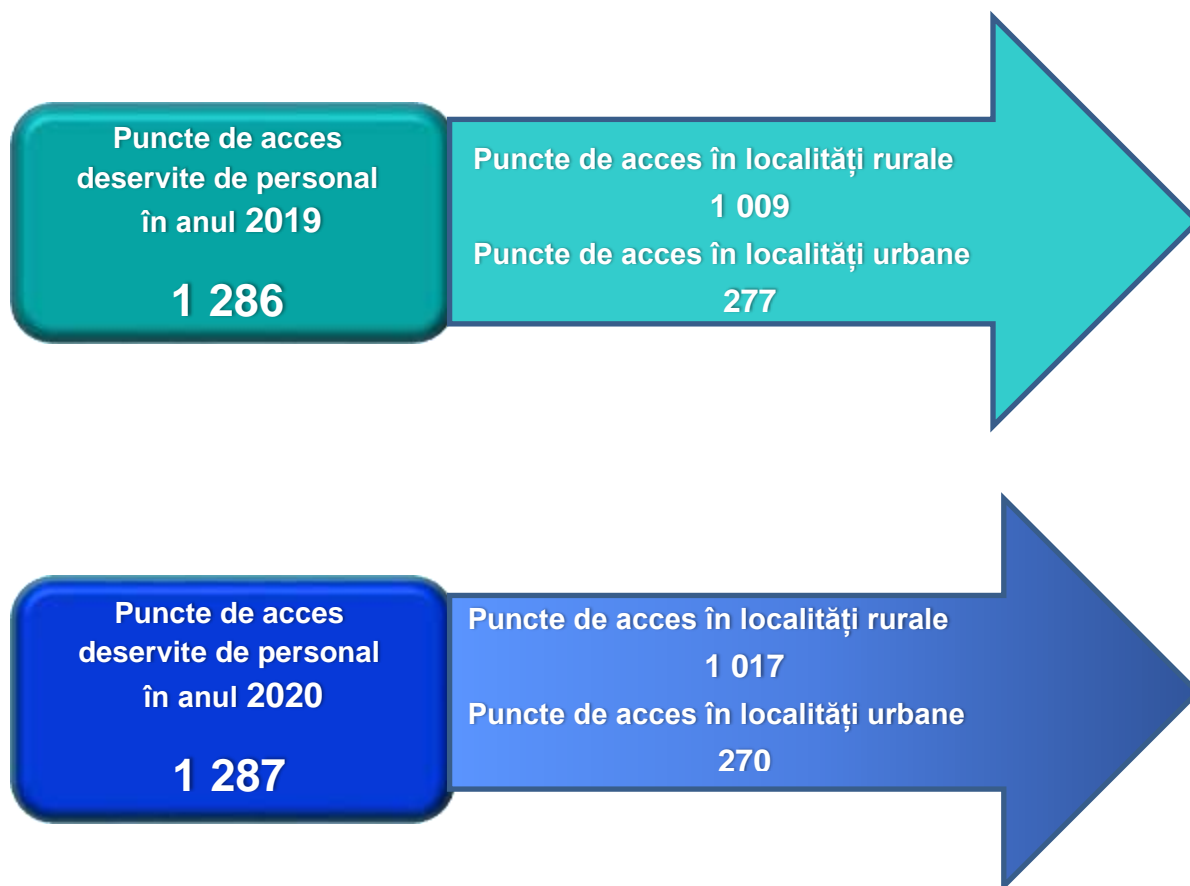 Puncte de acces
deservite de personal
în anul 2019
1 286
Puncte de acces în localități rurale
1 009
Puncte de acces în localități urbane
277
Puncte de acces
deservite de personal
în anul 2020
1 287
Puncte de acces în localități rurale
1 017
Puncte de acces în localități urbane
270